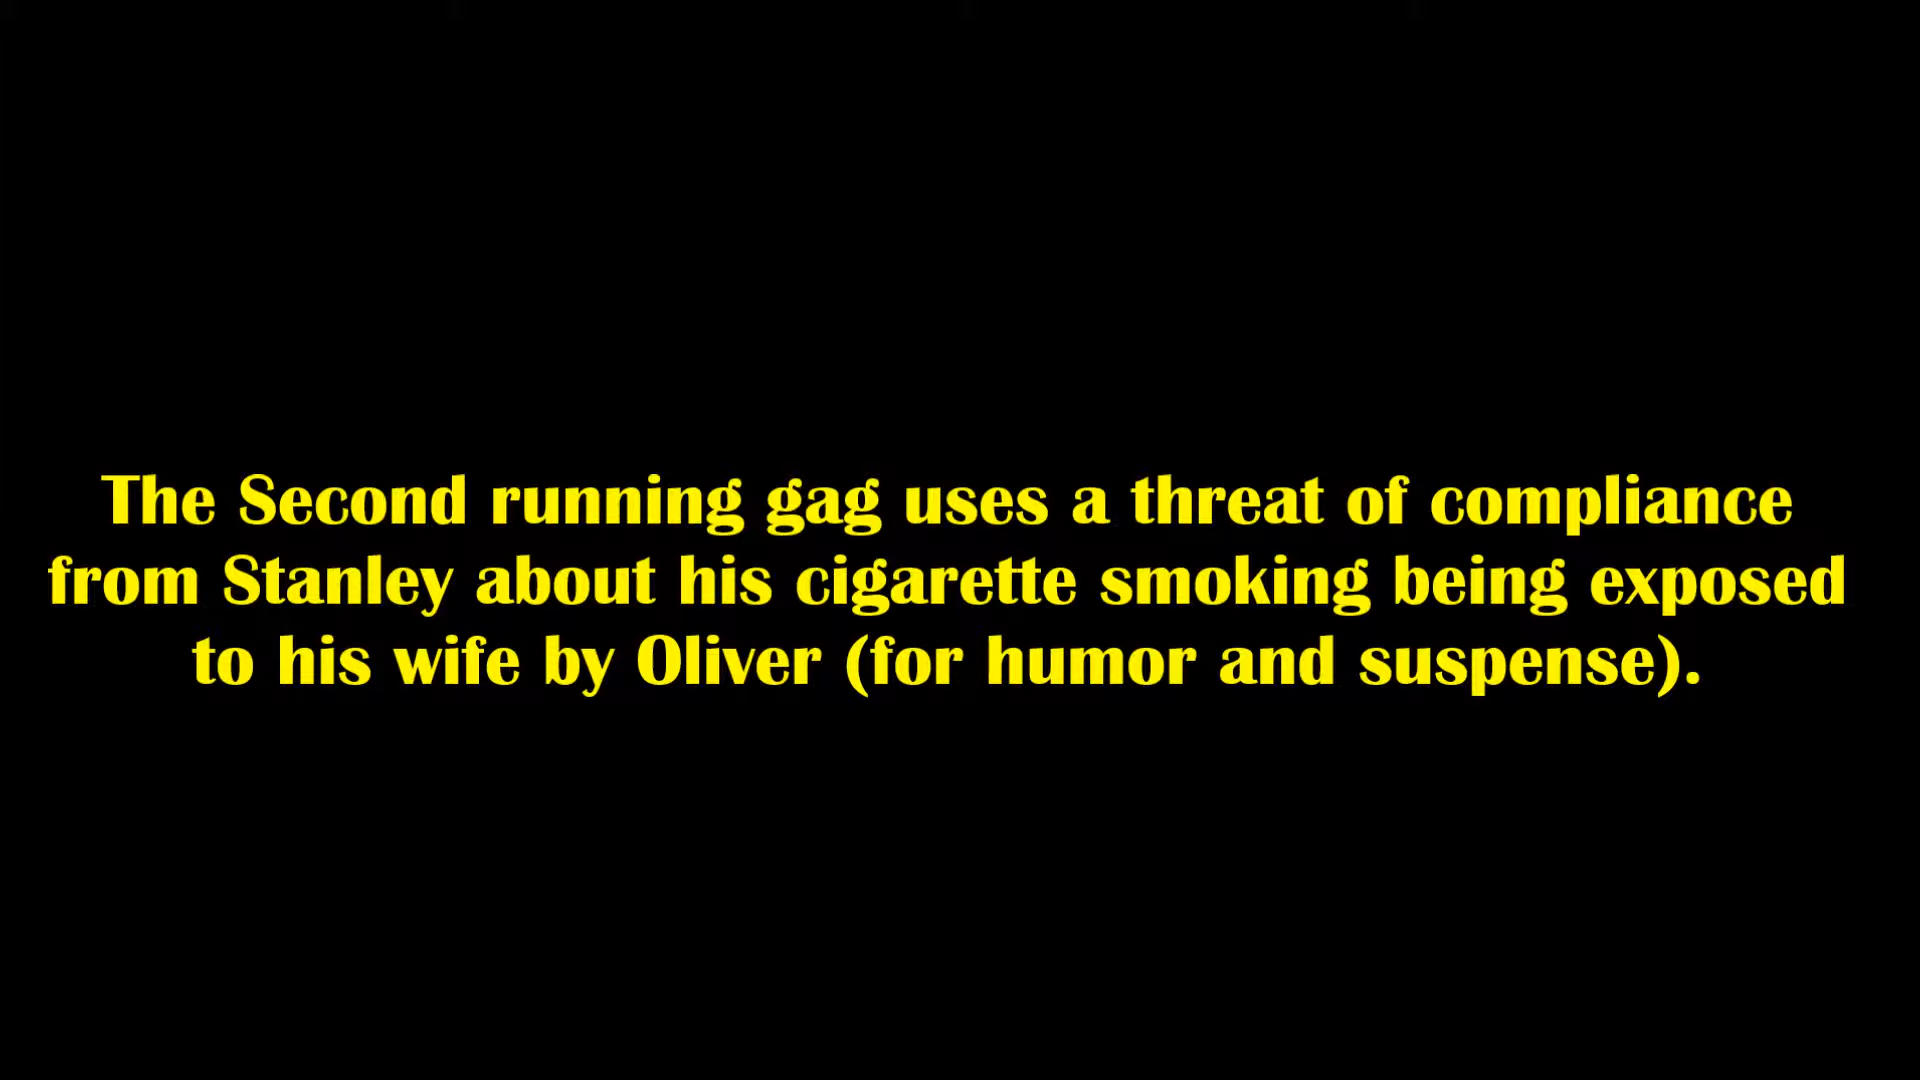 The Second running gag uses a threat of compliance
from Stanley about his cigarette smoking being exposed
to his wife by Oliver (for humor and suspense).